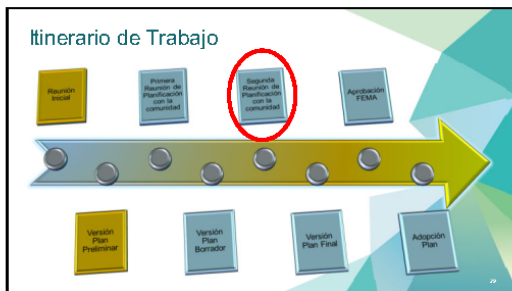 Itinerario de Trabajo
Reunión
Inicial
Primera
Reunión de
Planificación
con la
comunidad
Segunda
Reunión de
Planificación
con la
comunidad
Aprobación
FEMA
Versión
Plan
Preliminar
Versión
Plan
Borrador
Versión
Plan Final
Adopción
Plan
29